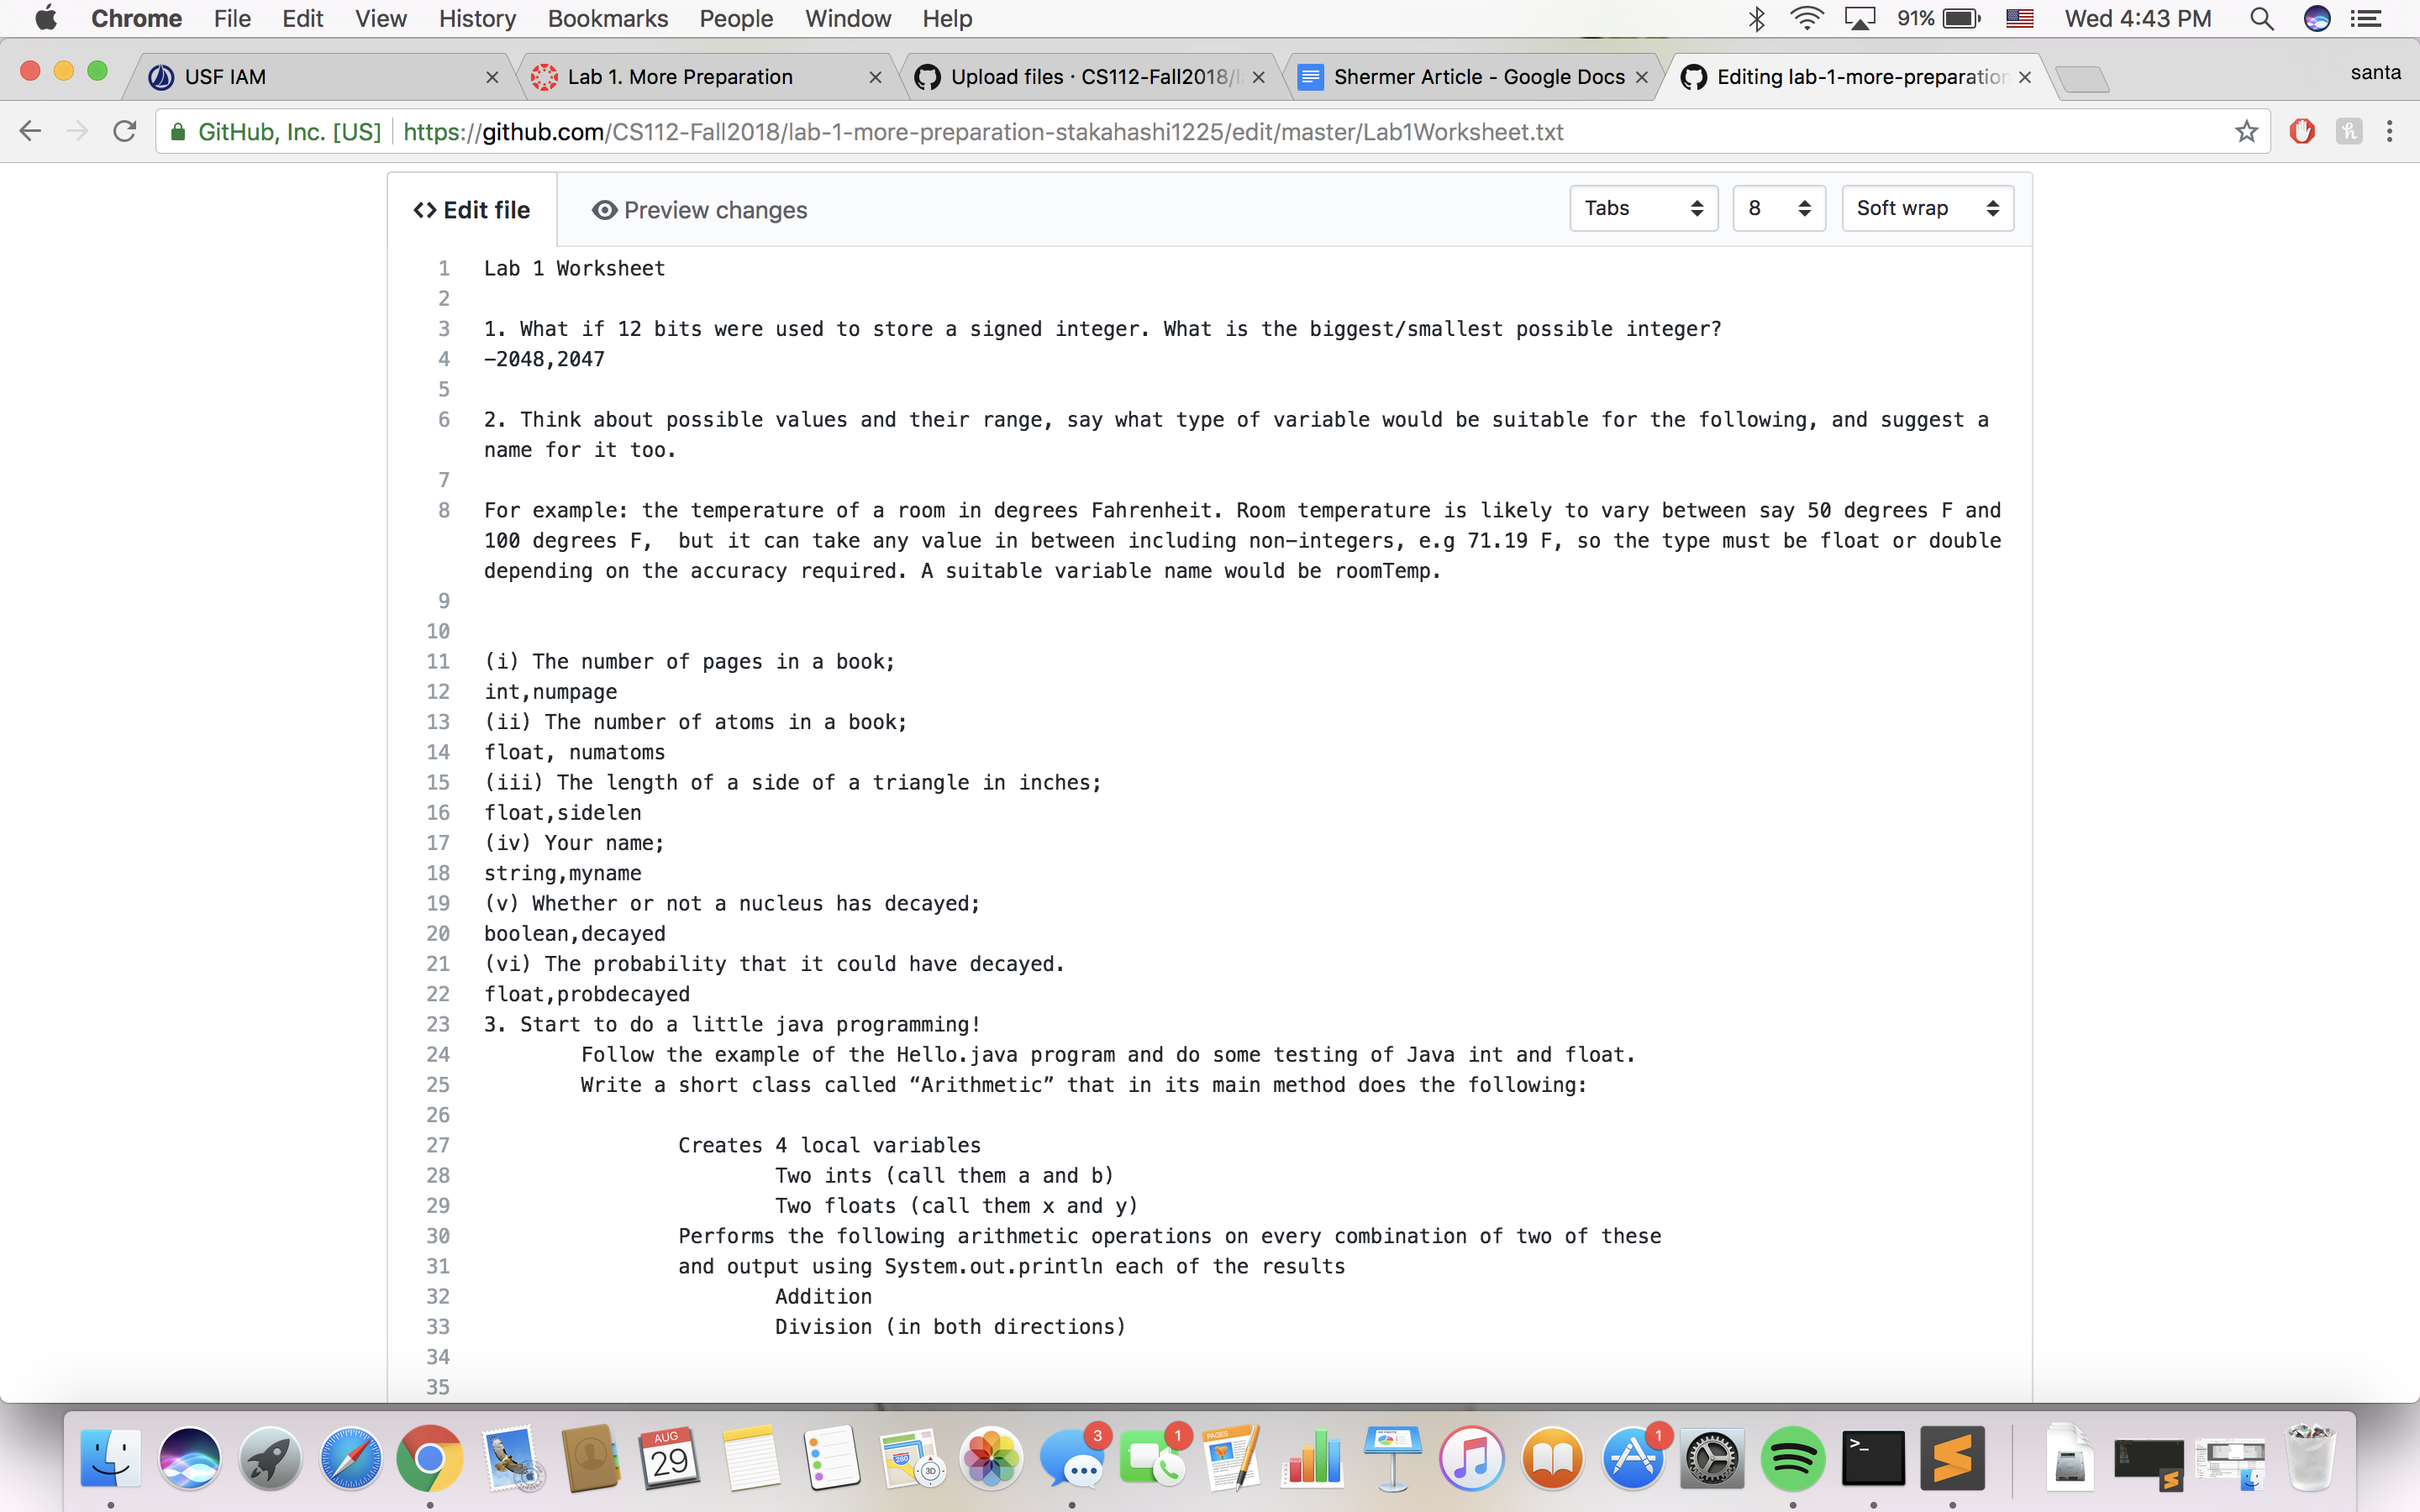 Chrome File Edit View History Bookmarks People Window Help 91% Wed 4:43 PM
USF IAM Lab 1. More Preparation Upload files · CS112-Fall2018/l Shermer Article - Google Docs Editing lab-1-more-preparation santa
GitHub, Inc. [US] https://github.com/CS112-Fall2018/lab-1-more-preparation-stakahashi1225/edit/master/Lab1Worksheet.txt
<> Edit file Preview changes Tabs 8 Soft wrap
1 Lab 1 Worksheet
2
3 1. What if 12 bits were used to store a signed integer. What is the biggest/smallest possible integer?
4 −2048,2047
5
6 2. Think about possible values and their range, say what type of variable would be suitable for the following, and suggest a
name for it too.
7
8 For example: the temperature of a room in degrees Fahrenheit. Room temperature is likely to vary between say 50 degrees F and
100 degrees F,  but it can take any value in between including non-integers, e.g 71.19 F, so the type must be float or double
depending on the accuracy required. A suitable variable name would be roomTemp.
9
10
11 (i) The number of pages in a book;
12 int,numpage
13 (ii) The number of atoms in a book;
14 float, numatoms
15 (iii) The length of a side of a triangle in inches;
16 float,sidelen
17 (iv) Your name;
18 string,myname
19 (v) Whether or not a nucleus has decayed;
20 boolean,decayed
21 (vi) The probability that it could have decayed.
22 float,probdecayed
23 3. Start to do a little java programming!
24 Follow the example of the Hello.java program and do some testing of Java int and float.
25 Write a short class called “Arithmetic” that in its main method does the following:
26
27 Creates 4 local variables
28 Two ints (call them a and b)
29 Two floats (call them x and y)
30 Performs the following arithmetic operations on every combination of two of these
31 and output using System.out.println each of the results
32 Addition
33 Division (in both directions)
34
35
AUG
29
280
3D
3
1
PAGES
1
>_